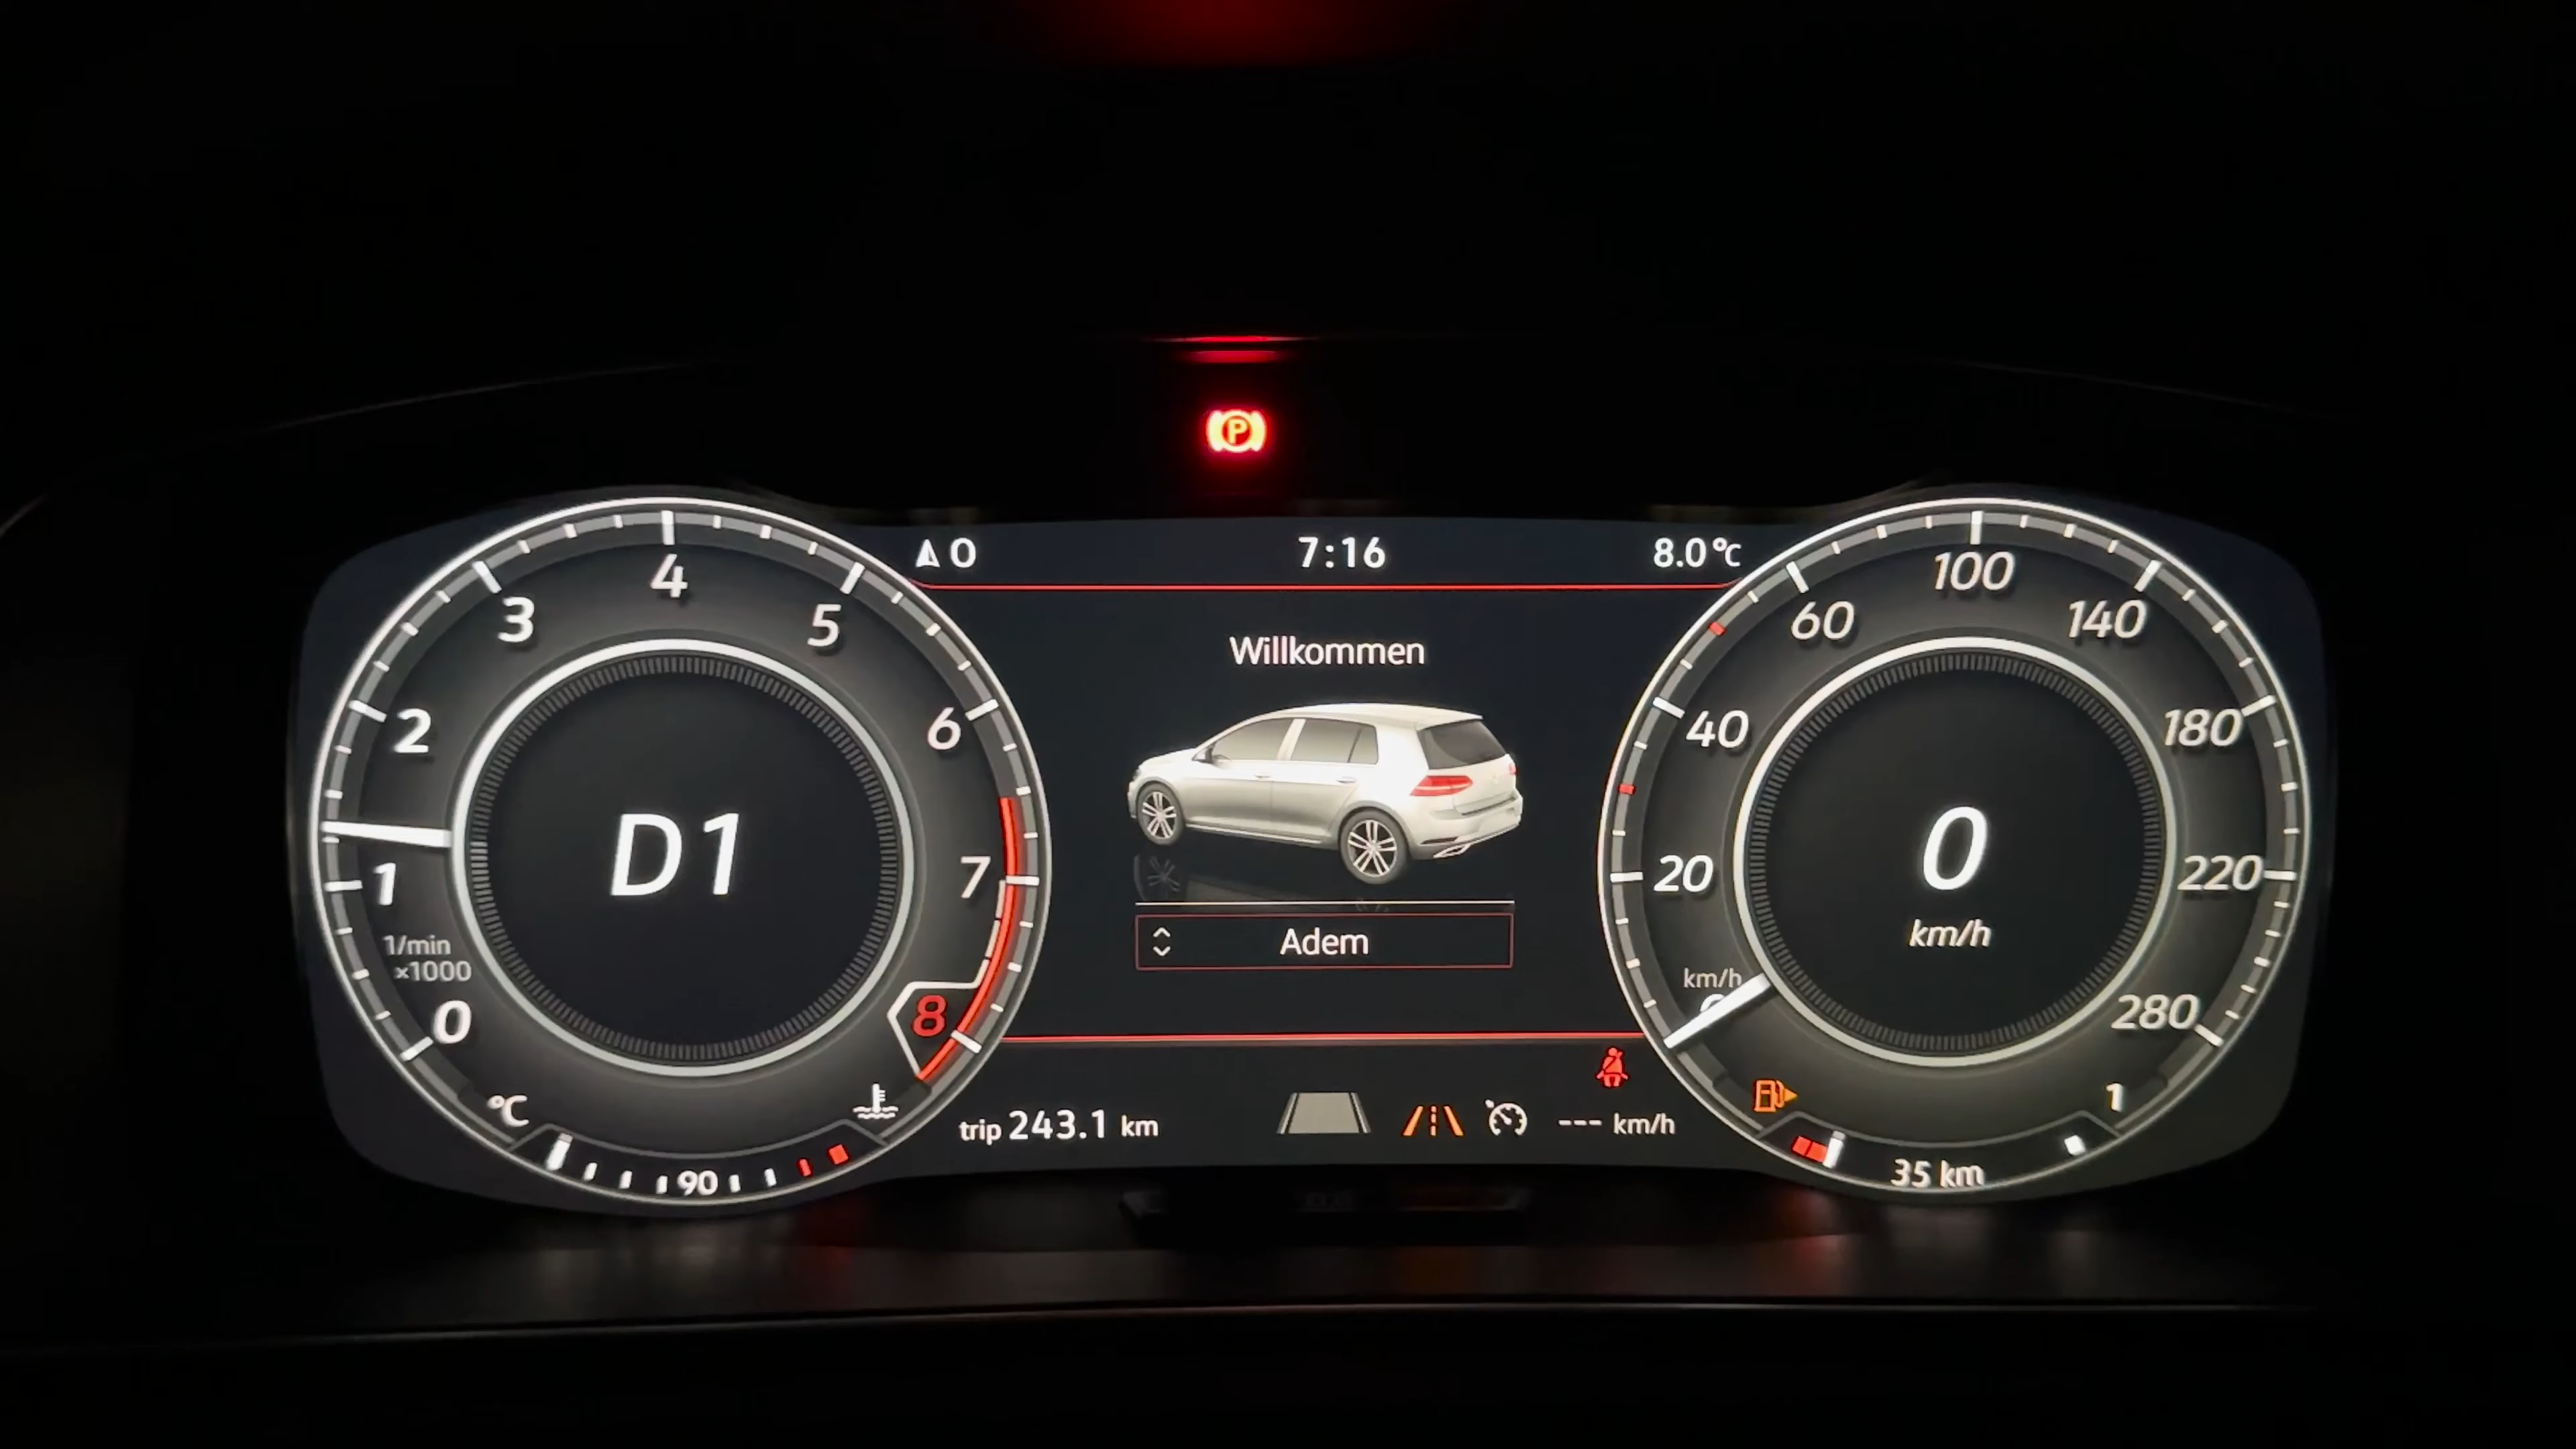 P
O 7:16 8.0°C
Willkommen
Adem
0 1 2 3 4 5 6 7 8
1/min
x1000
D1
°C
90
trip 243.1 km
--- km/h
20 40 60 100 140 180 220 280
km/h
0
km/h
1
35 km